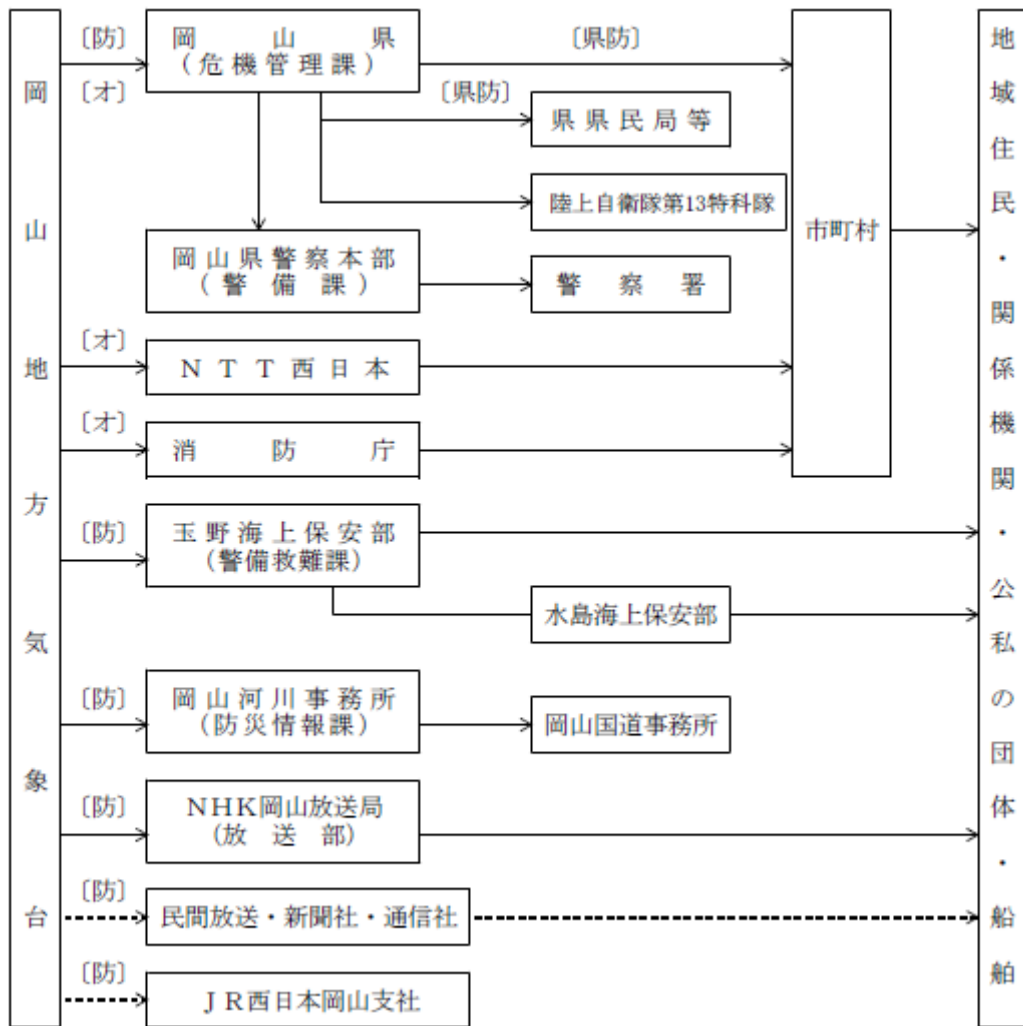 岡山地方気象台
〔防〕
〔オ〕
岡山県
(危機管理課)
〔県防〕
〔県防〕
県県民局等
陸上自衛隊第13特科隊
岡山県警察本部
(警備課)
警察署
市町村
〔オ〕
NTT西日本
〔オ〕
消防庁
〔防〕
玉野海上保安部
(警備救難課)
水島海上保安部
〔防〕
岡山河川事務所
(防災情報課)
岡山国道事務所
〔防〕
NHK岡山放送局
(放送部)
〔防〕
民間放送・新聞社・通信社
〔防〕
JR西日本岡山支社
地域住民・関係機関・公私の団体・船舶